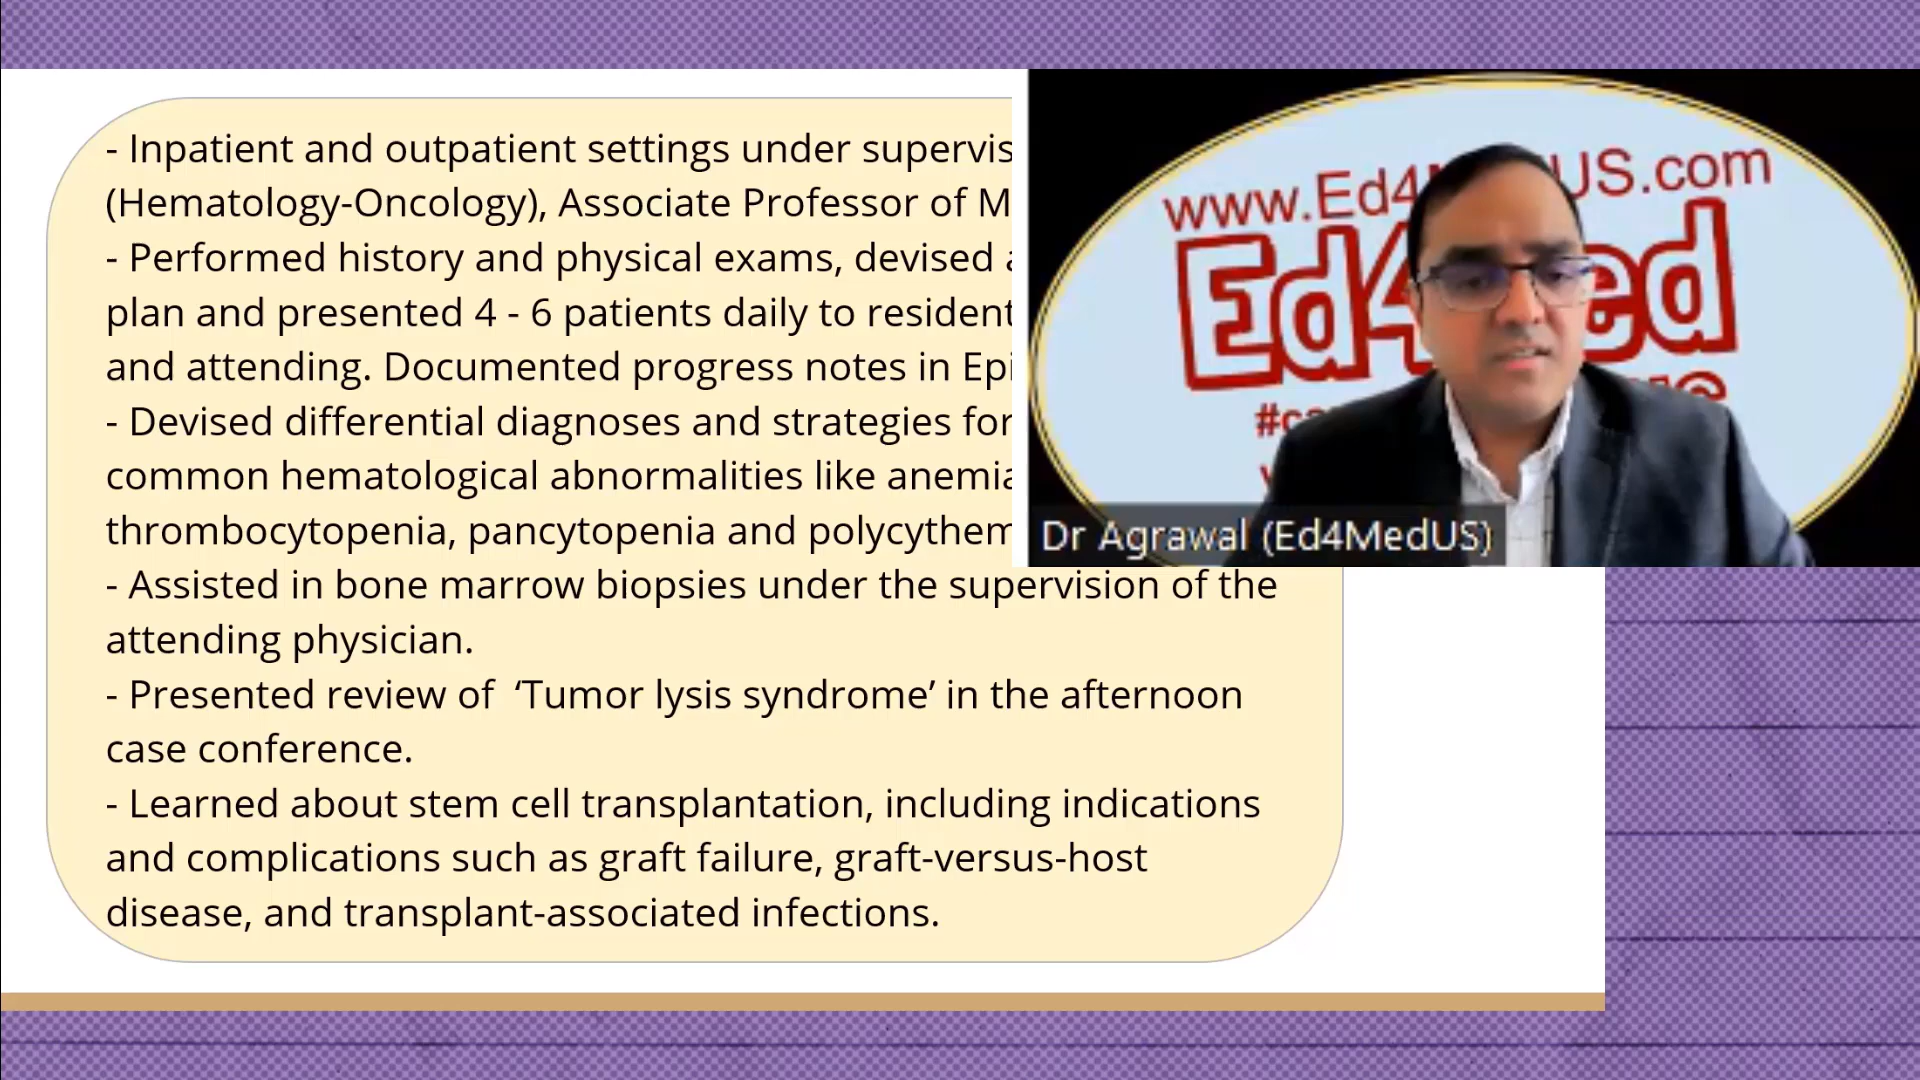 - Inpatient and outpatient settings under supervis
(Hematology-Oncology), Associate Professor of M
- Performed history and physical exams, devised
plan and presented 4 - 6 patients daily to resident
and attending. Documented progress notes in Epi
- Devised differential diagnoses and strategies for
common hematological abnormalities like anemia
thrombocytopenia, pancytopenia and polycythem
- Assisted in bone marrow biopsies under the supervision of the
attending physician.
- Presented review of ‘Tumor lysis syndrome’ in the afternoon
case conference.
- Learned about stem cell transplantation, including indications
and complications such as graft failure, graft-versus-host
disease, and transplant-associated infections.
www.Ed4 US.com
Ed4 ed
Dr Agrawal (Ed4MedUS)